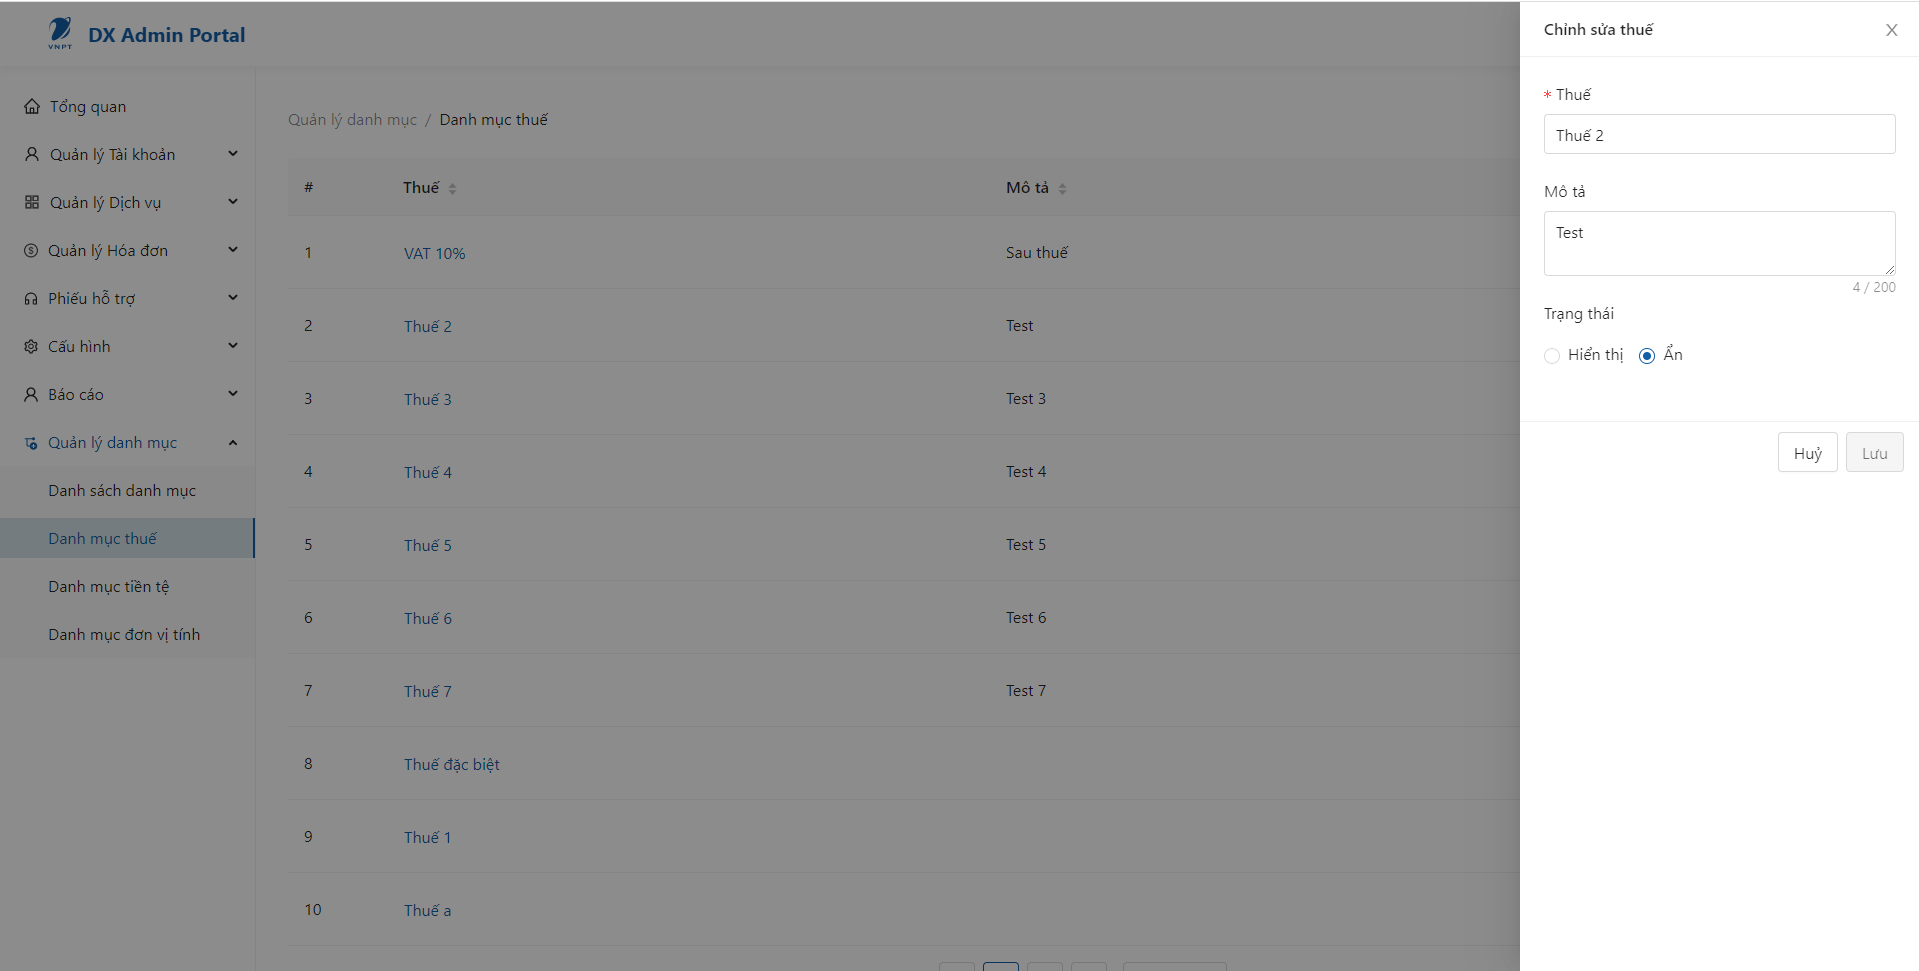 VNPT
DX Admin Portal
Tổng quan
Quản lý Tài khoản
Quản lý Dịch vụ
Quản lý Hóa đơn
Phiếu hỗ trợ
Cấu hình
Báo cáo
Quản lý danh mục
Danh sách danh mục
Danh mục thuế
Danh mục tiền tệ
Danh mục đơn vị tính
Quản lý danh mục / Danh mục thuế
# Thuế Mô tả
1 VAT 10% Sau thuế
2 Thuế 2 Test
3 Thuế 3 Test 3
4 Thuế 4 Test 4
5 Thuế 5 Test 5
6 Thuế 6 Test 6
7 Thuế 7 Test 7
8 Thuế đặc biệt
9 Thuế 1
10 Thuế a
Chỉnh sửa thuế
* Thuế
Thuế 2
Mô tả
Test
4 / 200
Trạng thái
Hiển thị Ẩn
Huỷ Lưu